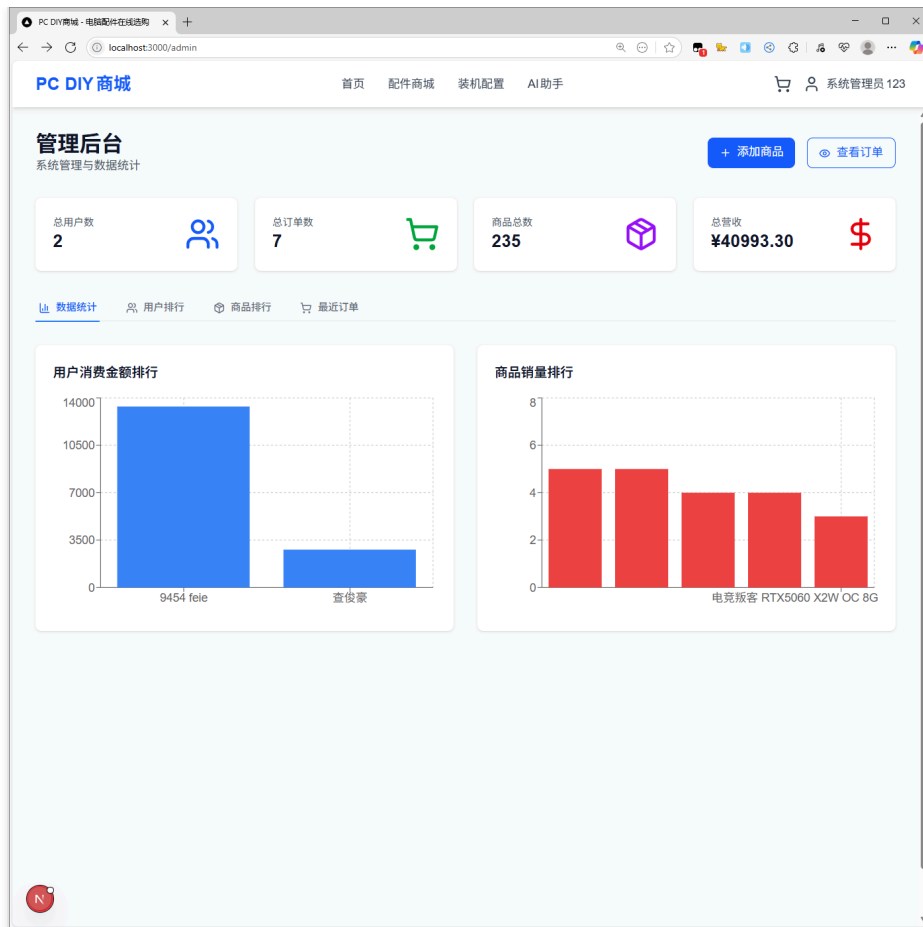 PC DIY商城 - 电脑配件在线选购
localhost:3000/admin
1
PC DIY 商城
首页 配件商城 装机配置 AI助手
系统管理员 123
管理后台
系统管理与数据统计
+ 添加商品
查看订单
总用户数
2
总订单数
7
商品总数
235
总营收
¥40993.30
数据统计 用户排行 商品排行 最近订单
用户消费金额排行
14000
10500
7000
3500
0
9454 feie 查俊豪
商品销量排行
8
6
4
2
0
电竞叛客 RTX5060 X2W OC 8G
N